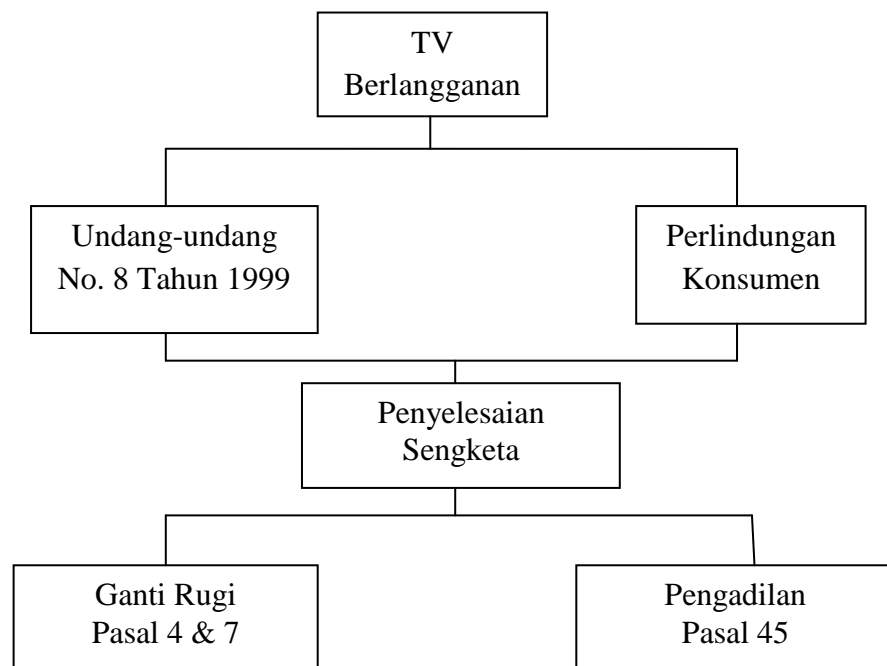 TV
Berlangganan
Undang-undang
No. 8 Tahun 1999
Perlindungan
Konsumen
Penyelesaian
Sengketa
Ganti Rugi
Pasal 4 & 7
Pengadilan
Pasal 45